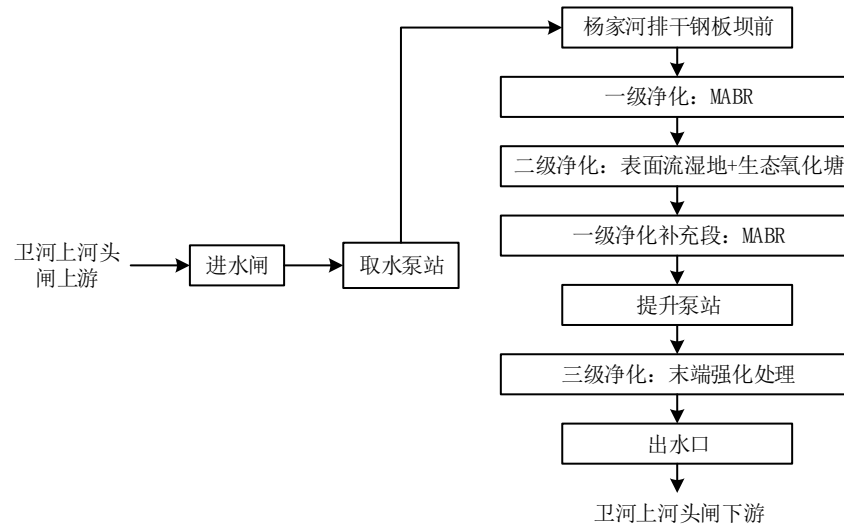 卫河上河头
闸上游
进水闸
取水泵站
杨家河排干钢板坝前
一级净化：MABR
二级净化：表面流湿地+生态氧化塘
一级净化补充段：MABR
提升泵站
三级净化：末端强化处理
出水口
卫河上河头闸下游